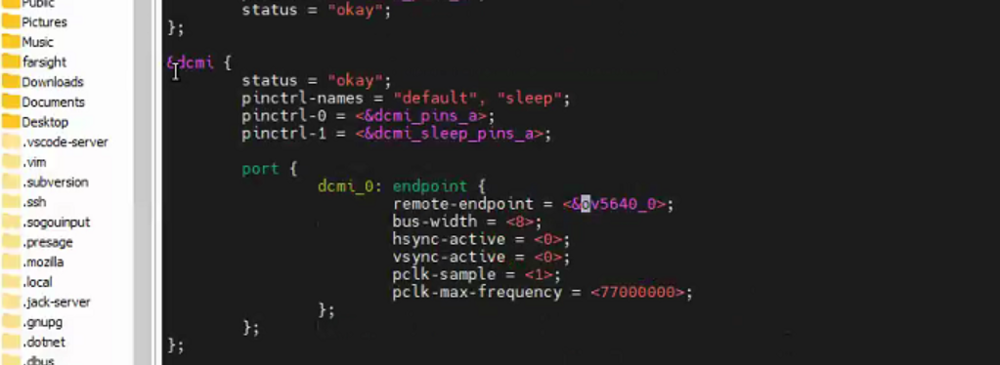 Public
Pictures
Music
farsight
Downloads
Documents
Desktop
.vscode-server
.vim
.subversion
.ssh
.sogouinput
.presage
.mozilla
.local
.jack-server
.gnupg
.dotnet
.dbus
status = "okay";
};
&dcmi {
status = "okay";
pinctrl-names = "default", "sleep";
pinctrl-0 = <&dcmi_pins_a>;
pinctrl-1 = <&dcmi_sleep_pins_a>;
port {
dcmi_0: endpoint {
remote-endpoint = <&ov5640_0>;
bus-width = <8>;
hsync-active = <0>;
vsync-active = <0>;
pclk-sample = <1>;
pclk-max-frequency = <77000000>;
};
};
};